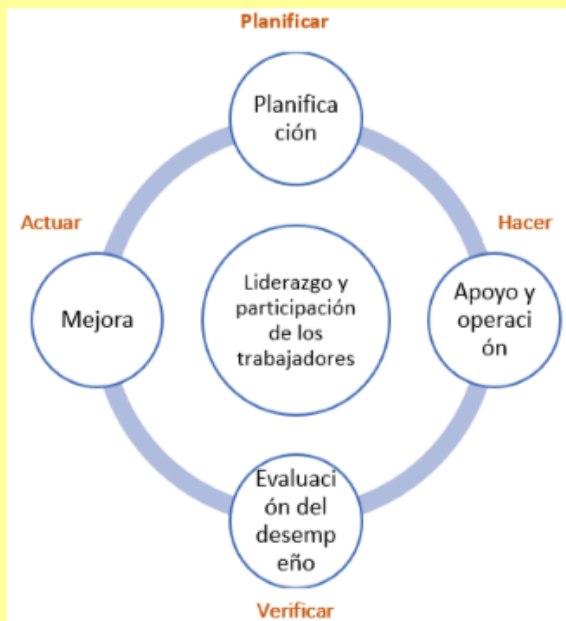 Planificar
Planifica
ción
Actuar
Hacer
Mejora
Liderazgo y
participación
de los
trabajadores
Apoyo y
operaci
ón
Evaluaci
ón del
desemp
eño
Verificar